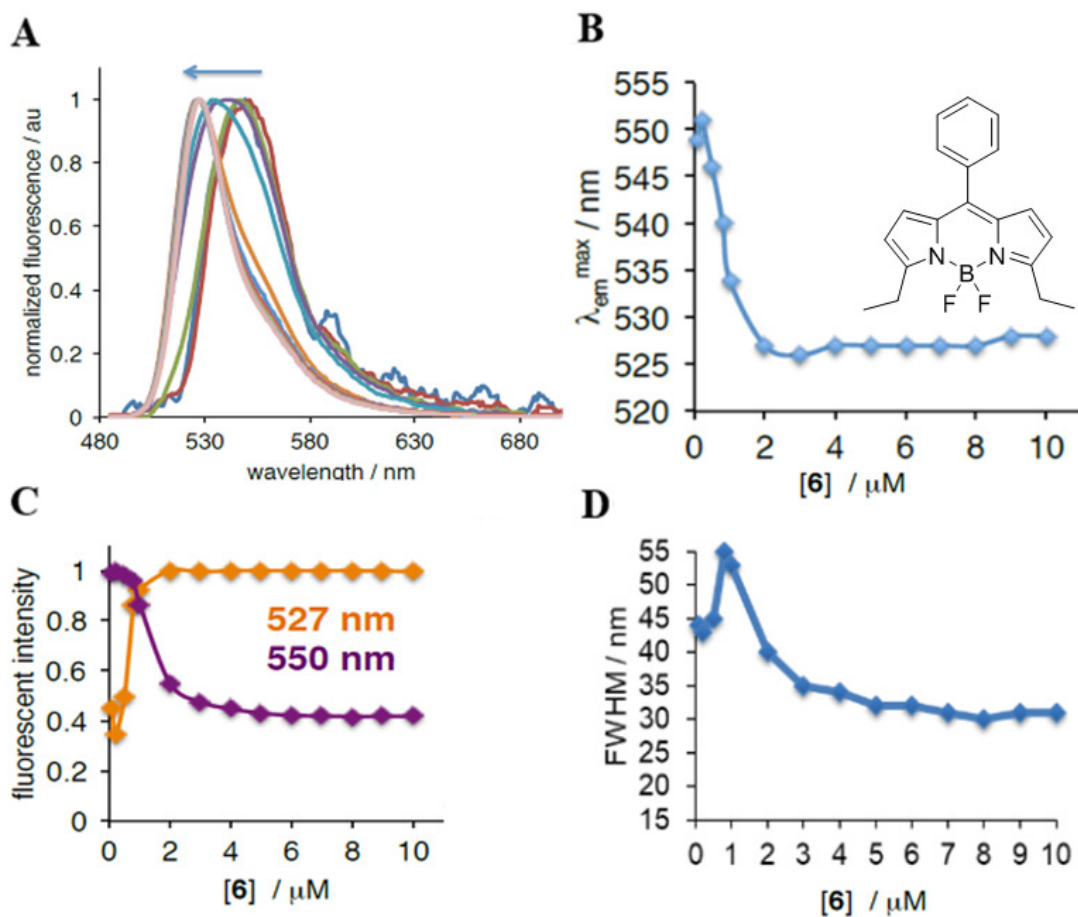 A
normalized fluorescence / au
1
0.8
0.6
0.4
0.2
0
480 530 580 630 680
wavelength / nm
B
λem^max / nm
555
550
545
540
535
530
525
520
0 2 4 6 8 10
[6] / μM
N N
B
F F
C
fluorescent intensity
1
0.8
0.6
0.4
0.2
0
527 nm
550 nm
0 2 4 6 8 10
[6] / μM
D
FWHM / nm
55
50
45
40
35
30
25
20
15
0 1 2 3 4 5 6 7 8 9 10
[6] / μM